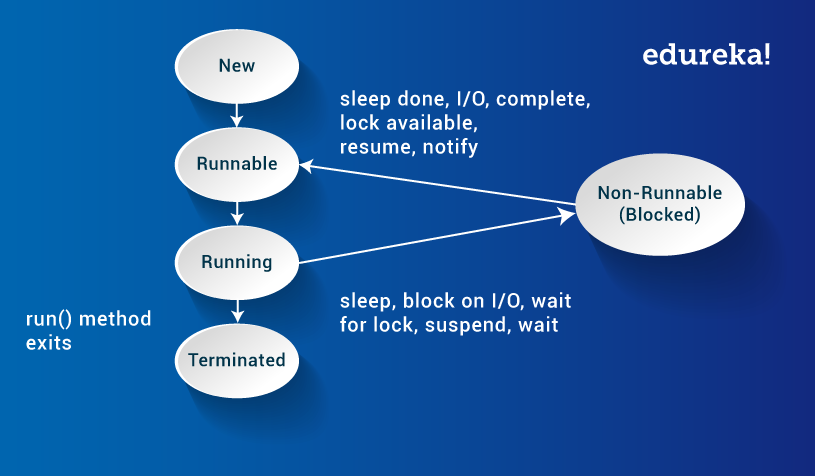 New
edureka!
sleep done, I/O, complete,
lock available,
resume, notify
Runnable
Non-Runnable
(Blocked)
Running
sleep, block on I/O, wait
for lock, suspend, wait
run() method
exits
Terminated